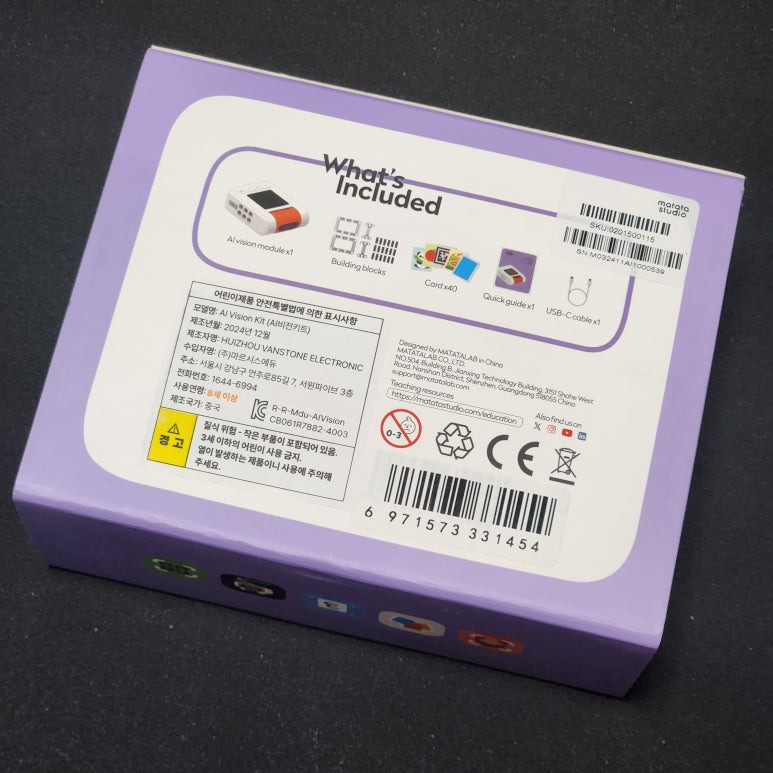 What's
Included
matata
studio
SKU:0201500115
SN:M032411AI1000539
AI vision module x1
Building blocks
Card x40
Quick guide x1
USB-C cable x1
어린이제품 안전특별법에 의한 표시사항
모델명: AI Vision Kit (AI비전키트)
제조년월: 2024년 12월
제조자명: HUIZHOU VANSTONE ELECTRONIC
수입자명: (주)마르시스에듀
주소: 서울시 강남구 언주로85길 7, 서원파이브 3층
전화번호: 1644-6994
사용연령: 8세 이상
제조국가: 중국
R-R-Mdu-AIVision
CB061R7882-4003
경고
질식 위험 - 작은 부품이 포함되어 있음.
3세 이하의 어린이 사용 금지.
열이 발생하는 제품이니 사용에 주의해
주세요.
Designed by MATATALAB in China
MATATALAB CO., LTD.
NO.504, Building B, Jianxing Technology Building, 3151 Shahe West
Road, Nanshan District, Shenzhen, Guangdong 518055 China
support@matatalab.com
Teaching resources
https://matatastudio.com/education
Also find us on
0-3
CE
6 971573 331454